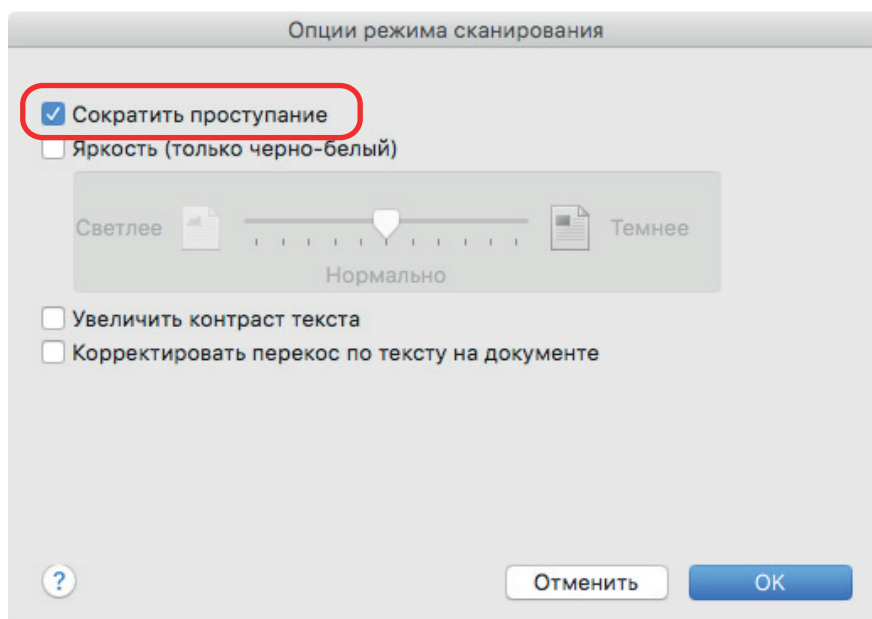 Опции режима сканирования
Сократить проступание
Яркость (только черно-белый)
Светлее Темнее
Нормально
Увеличить контраст текста
Корректировать перекос по тексту на документе
? Отменить OK